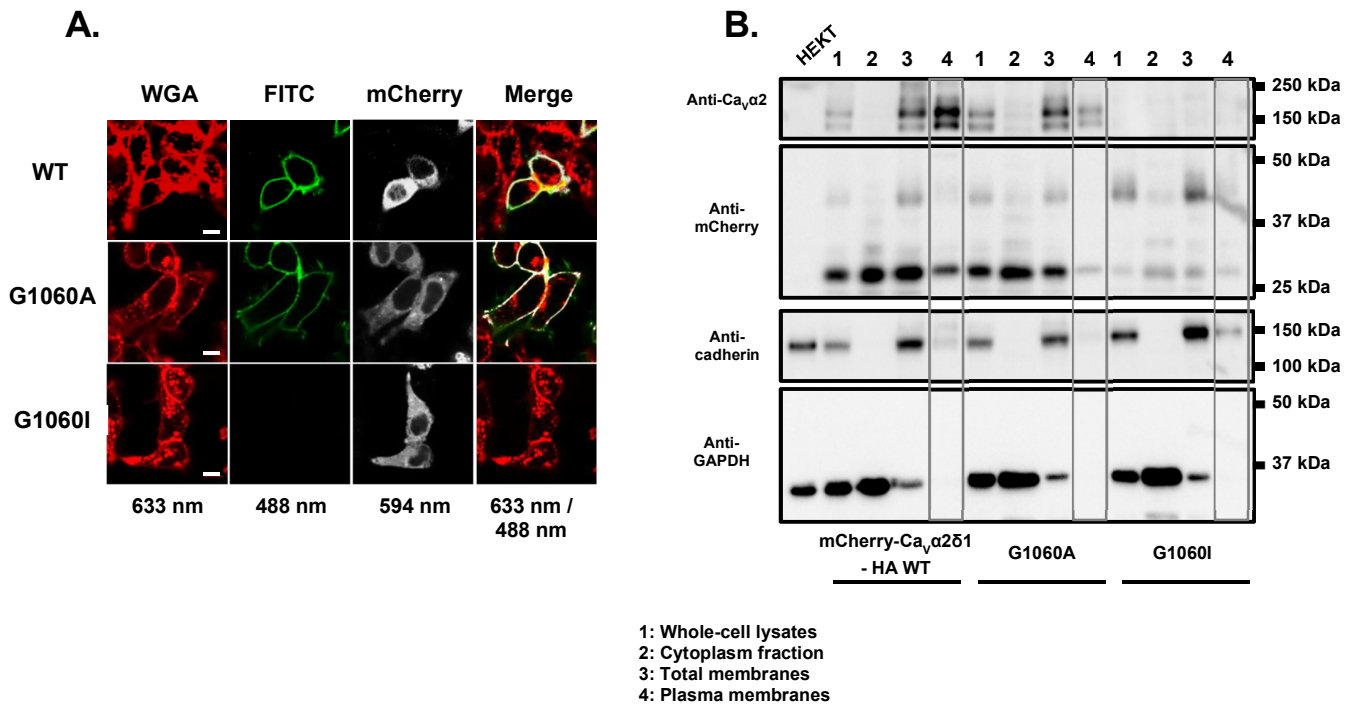 A.
WGA FITC mCherry Merge
WT
G1060A
G1060I
633 nm 488 nm 594 nm 633 nm /
488 nm
B.
HEKT 1 2 3 4 1 2 3 4 1 2 3 4
Anti-CaVα2
250 kDa
150 kDa
Anti-
mCherry
50 kDa
37 kDa
25 kDa
Anti-
cadherin
150 kDa
100 kDa
Anti-
GAPDH
50 kDa
37 kDa
mCherry-CaVα2δ1
- HA WT
G1060A
G1060I
1: Whole-cell lysates
2: Cytoplasm fraction
3: Total membranes
4: Plasma membranes